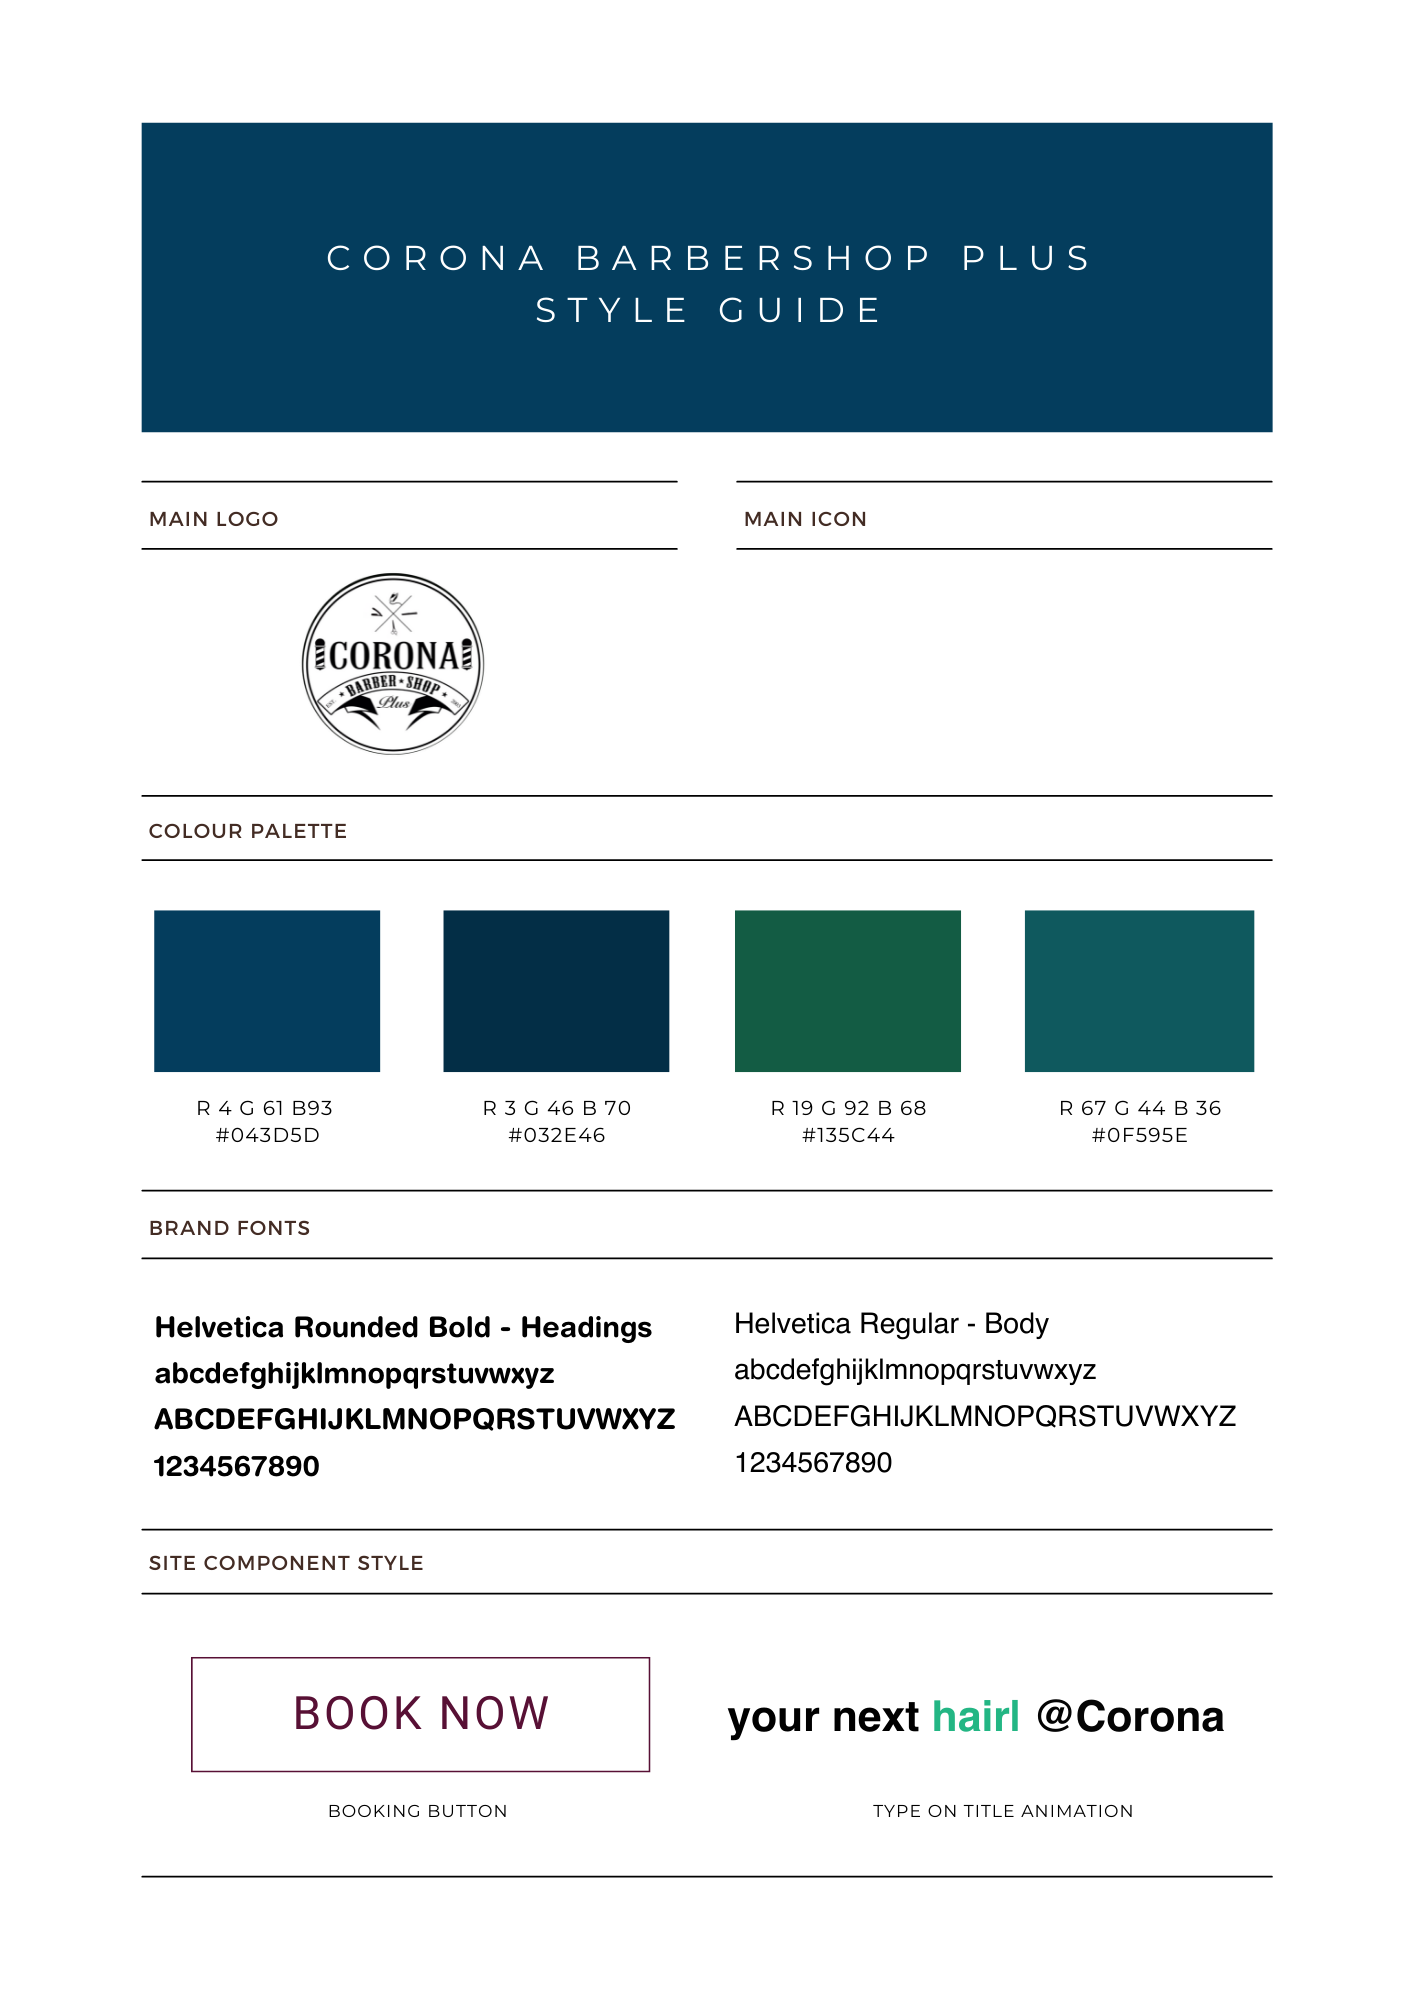 CORONA BARBERSHOP PLUS
STYLE GUIDE
MAIN LOGO
MAIN ICON
CORONA
BARBER SHOP
Plus
COLOUR PALETTE
R 4 G 61 B93
#043D5D
R 3 G 46 B 70
#032E46
R 19 G 92 B 68
#135C44
R 67 G 44 B 36
#0F595E
BRAND FONTS
Helvetica Rounded Bold - Headings
abcdefghijklmnopqrstuvwxyz
ABCDEFGHIJKLMNOPQRSTUVWXYZ
1234567890
Helvetica Regular - Body
abcdefghijklmnopqrstuvwxyz
ABCDEFGHIJKLMNOPQRSTUVWXYZ
1234567890
SITE COMPONENT STYLE
BOOK NOW
BOOKING BUTTON
your next hairl @Corona
TYPE ON TITLE ANIMATION